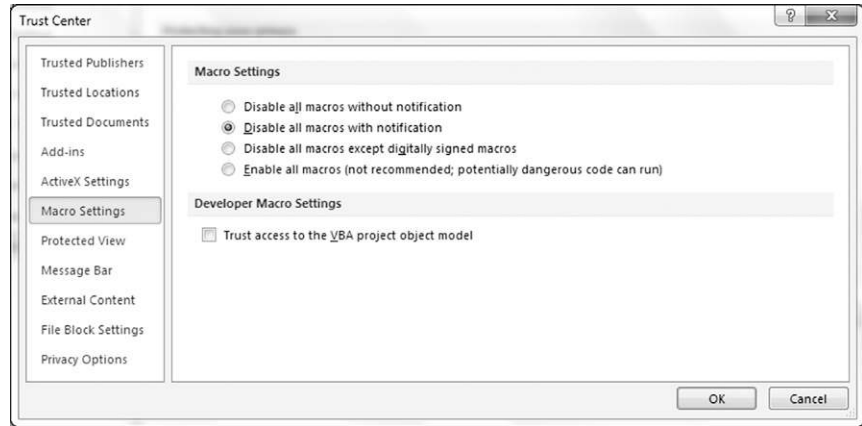 Trust Center
Trusted Publishers
Trusted Locations
Trusted Documents
Add-ins
ActiveX Settings
Macro Settings
Protected View
Message Bar
External Content
File Block Settings
Privacy Options
Macro Settings
Disable all macros without notification
Disable all macros with notification
Disable all macros except digitally signed macros
Enable all macros (not recommended; potentially dangerous code can run)
Developer Macro Settings
Trust access to the VBA project object model
OK
Cancel